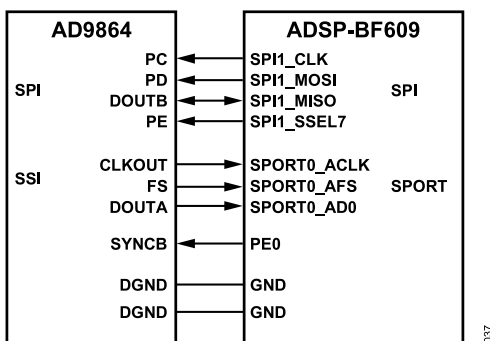 AD9864 ADSP-BF609
PC SPI1_CLK
PD SPI1_MOSI
SPI DOUTB SPI1_MISO SPI
PE SPI1_SSEL7
CLKOUT SPORT0_ACLK
SSI FS SPORT0_AFS SPORT
DOUTA SPORT0_AD0
SYNCB PE0
DGND GND
DGND GND
037